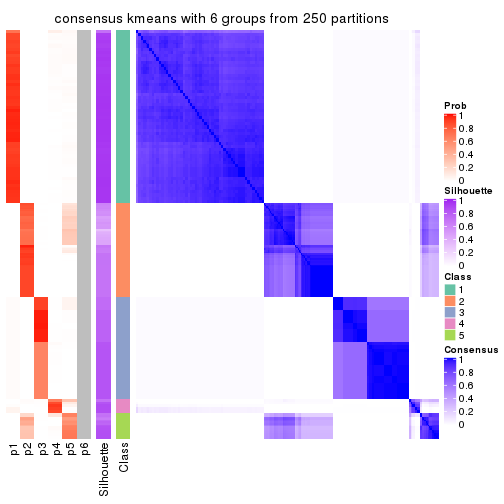 consensus kmeans with 6 groups from 250 partitions
Prob
1
0.8
0.6
0.4
0.2
0
Silhouette
1
0.8
0.6
0.4
0.2
0
Class
1
2
3
4
5
Consensus
1
0.8
0.6
0.4
0.2
0
p1
p2
p3
p4
p5
p6
Silhouette
Class